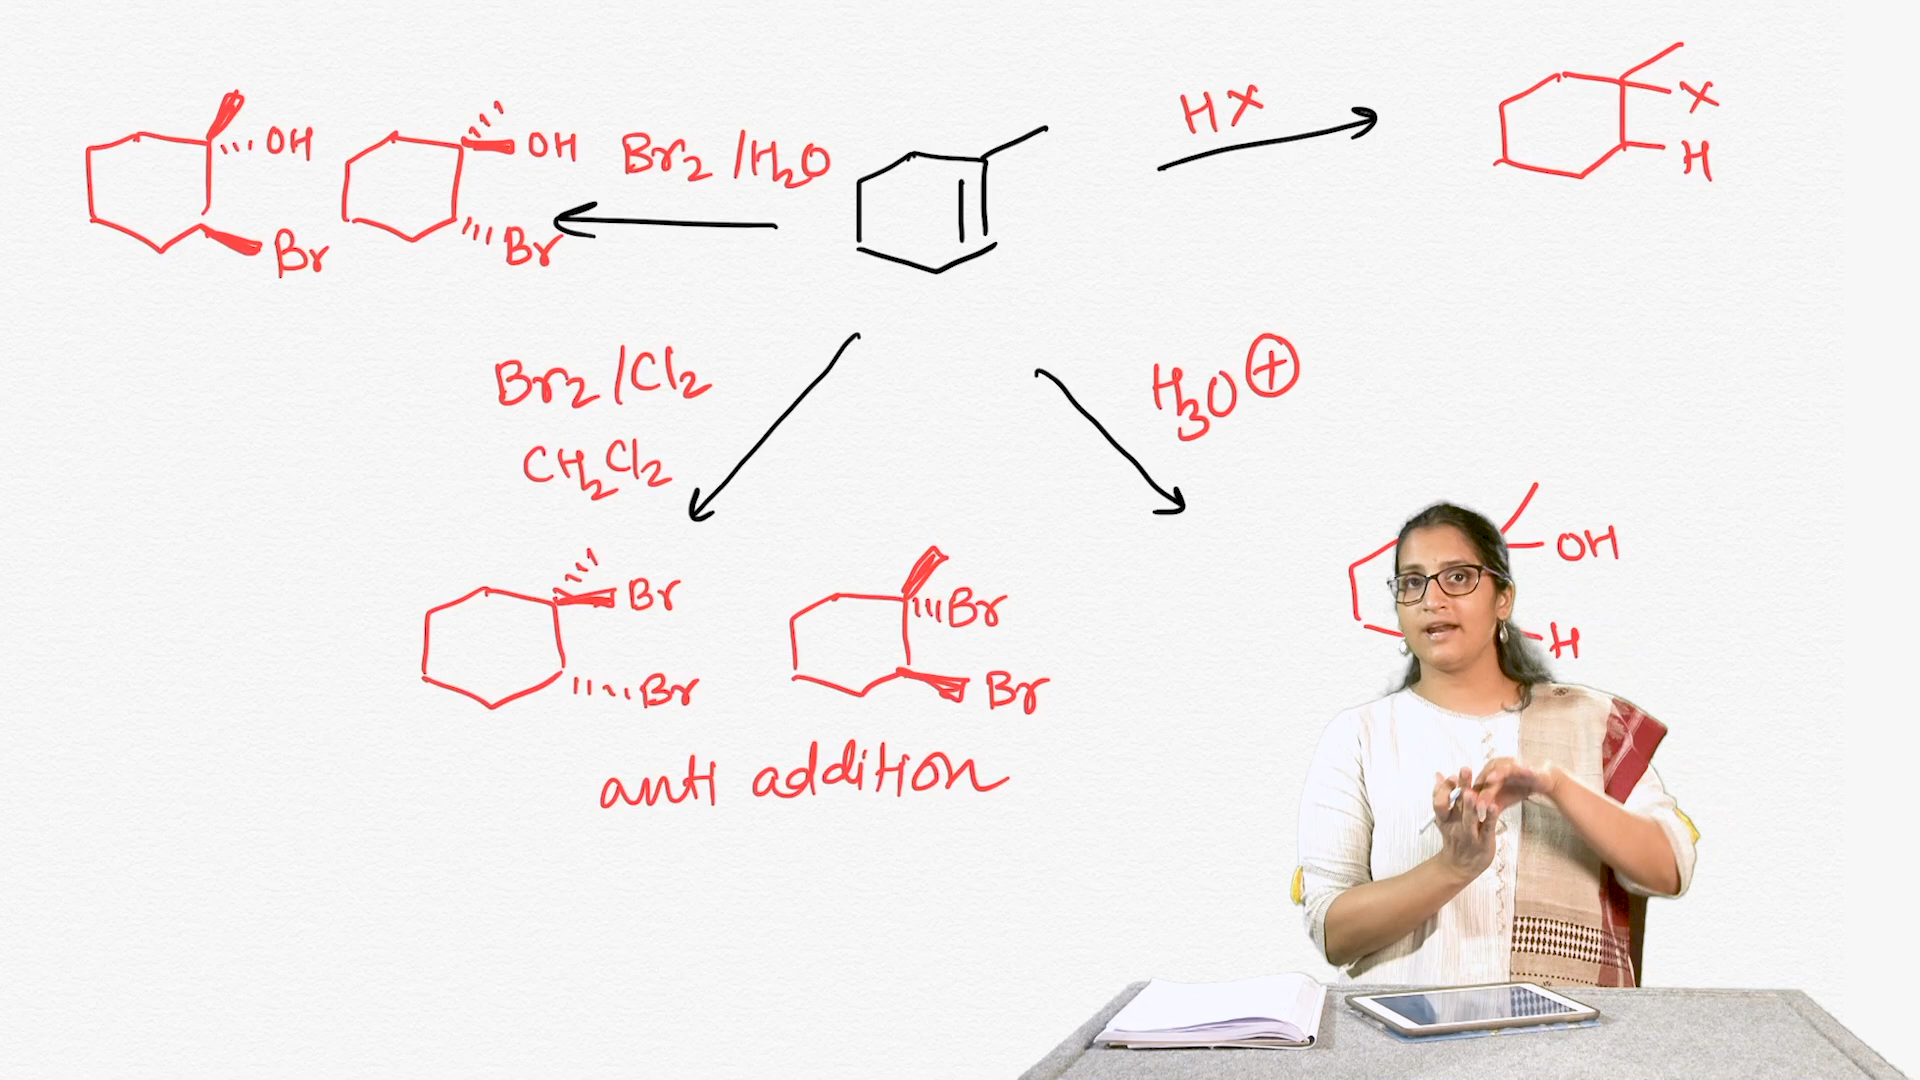 OH
Br
OH
Br
Br2 /H2O
HX
X
H
Br2 /Cl2
CH2Cl2
H3O+
Br
Br
Br
Br
OH
H
anti addition